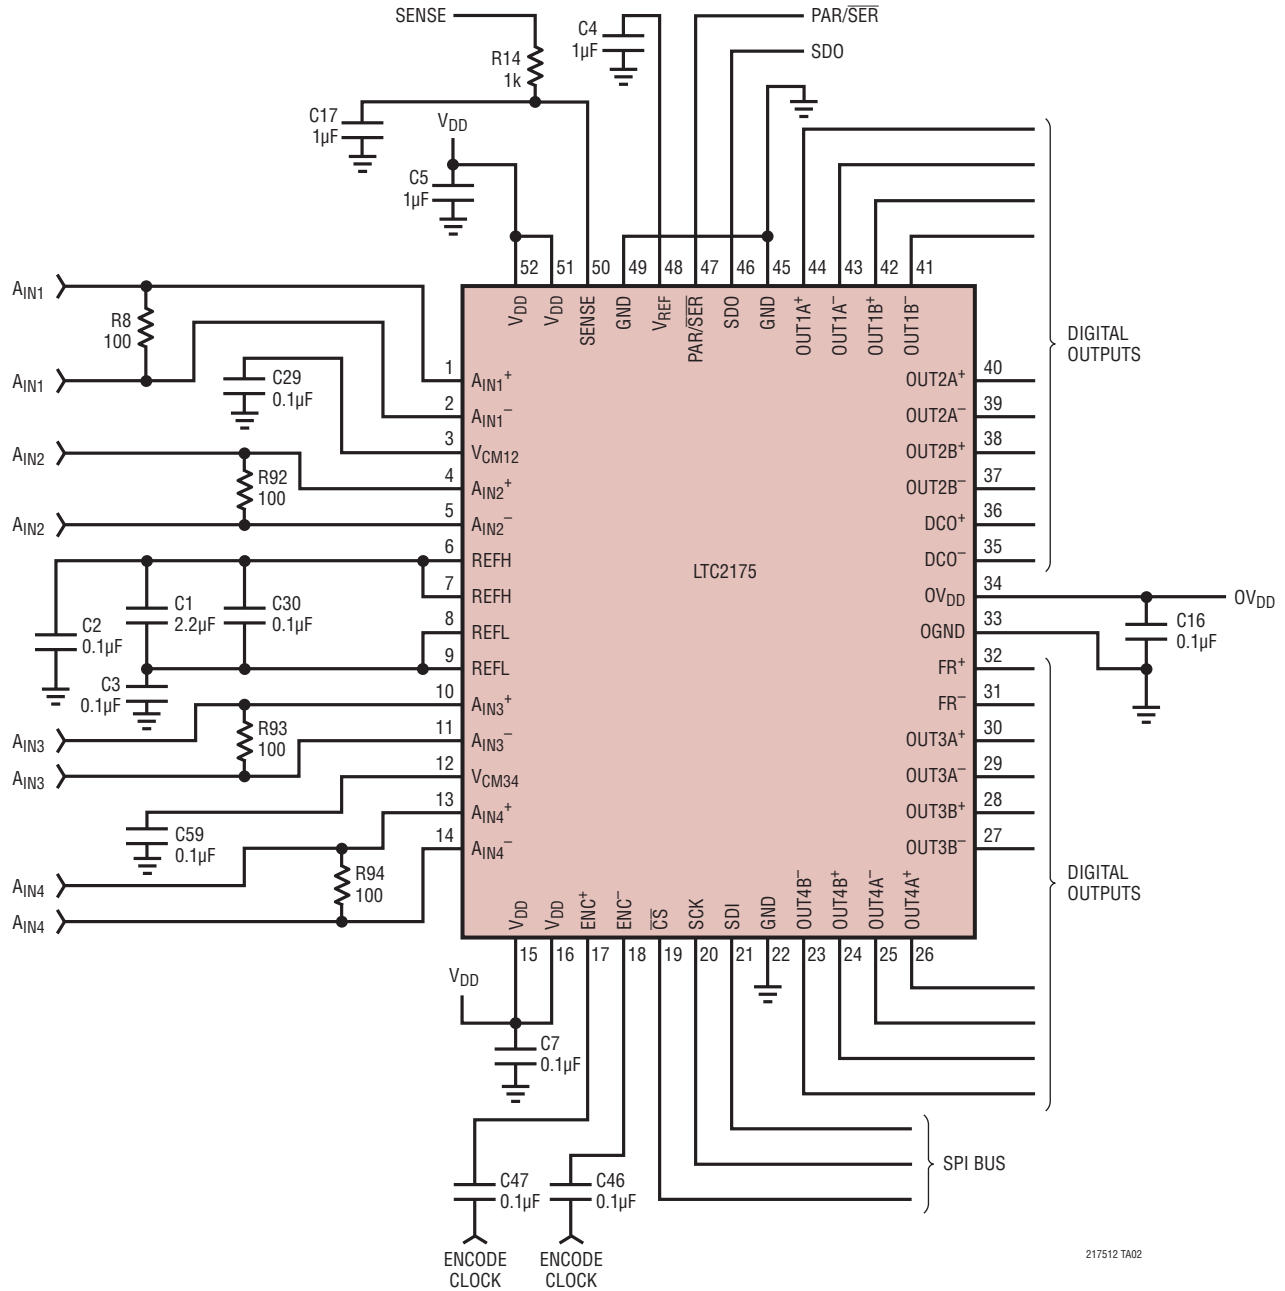 SENSE
R14
1k
C4
1µF
PAR/SER
SDO
C17
1µF
VDD
C5
1µF
52 51 50 49 48 47 46 45 44 43 42 41
VDD
VDD
SENSE
GND
VREF
PAR/SER
SDO
GND
OUT1A+
OUT1A–
OUT1B+
OUT1B–
DIGITAL
OUTPUTS
AIN1
R8
100
AIN1
C29
0.1µF
AIN2
R92
100
AIN2
C2
0.1µF
C1
2.2µF
C30
0.1µF
C3
0.1µF
AIN3
R93
100
AIN3
C59
0.1µF
AIN4
R94
100
AIN4
1 AIN1+
2 AIN1–
3 VCM12
4 AIN2+
5 AIN2–
6 REFH
7 REFH
8 REFL
9 REFL
10 AIN3+
11 AIN3–
12 VCM34
13 AIN4+
14 AIN4–
LTC2175
OUT2A+ 40
OUT2A– 39
OUT2B+ 38
OUT2B– 37
DCO+ 36
DCO– 35
OVDD 34
OGND 33
FR+ 32
FR– 31
OUT3A+ 30
OUT3A– 29
OUT3B+ 28
OUT3B– 27
OVDD
C16
0.1µF
DIGITAL
OUTPUTS
VDD
VDD
ENC+
ENC–
CS
SCK
SDI
GND
OUT4B–
OUT4B+
OUT4A–
OUT4A+
15 16 17 18 19 20 21 22 23 24 25 26
VDD
C7
0.1µF
C47
0.1µF
C46
0.1µF
SPI BUS
ENCODE
CLOCK
ENCODE
CLOCK
217512 TA02